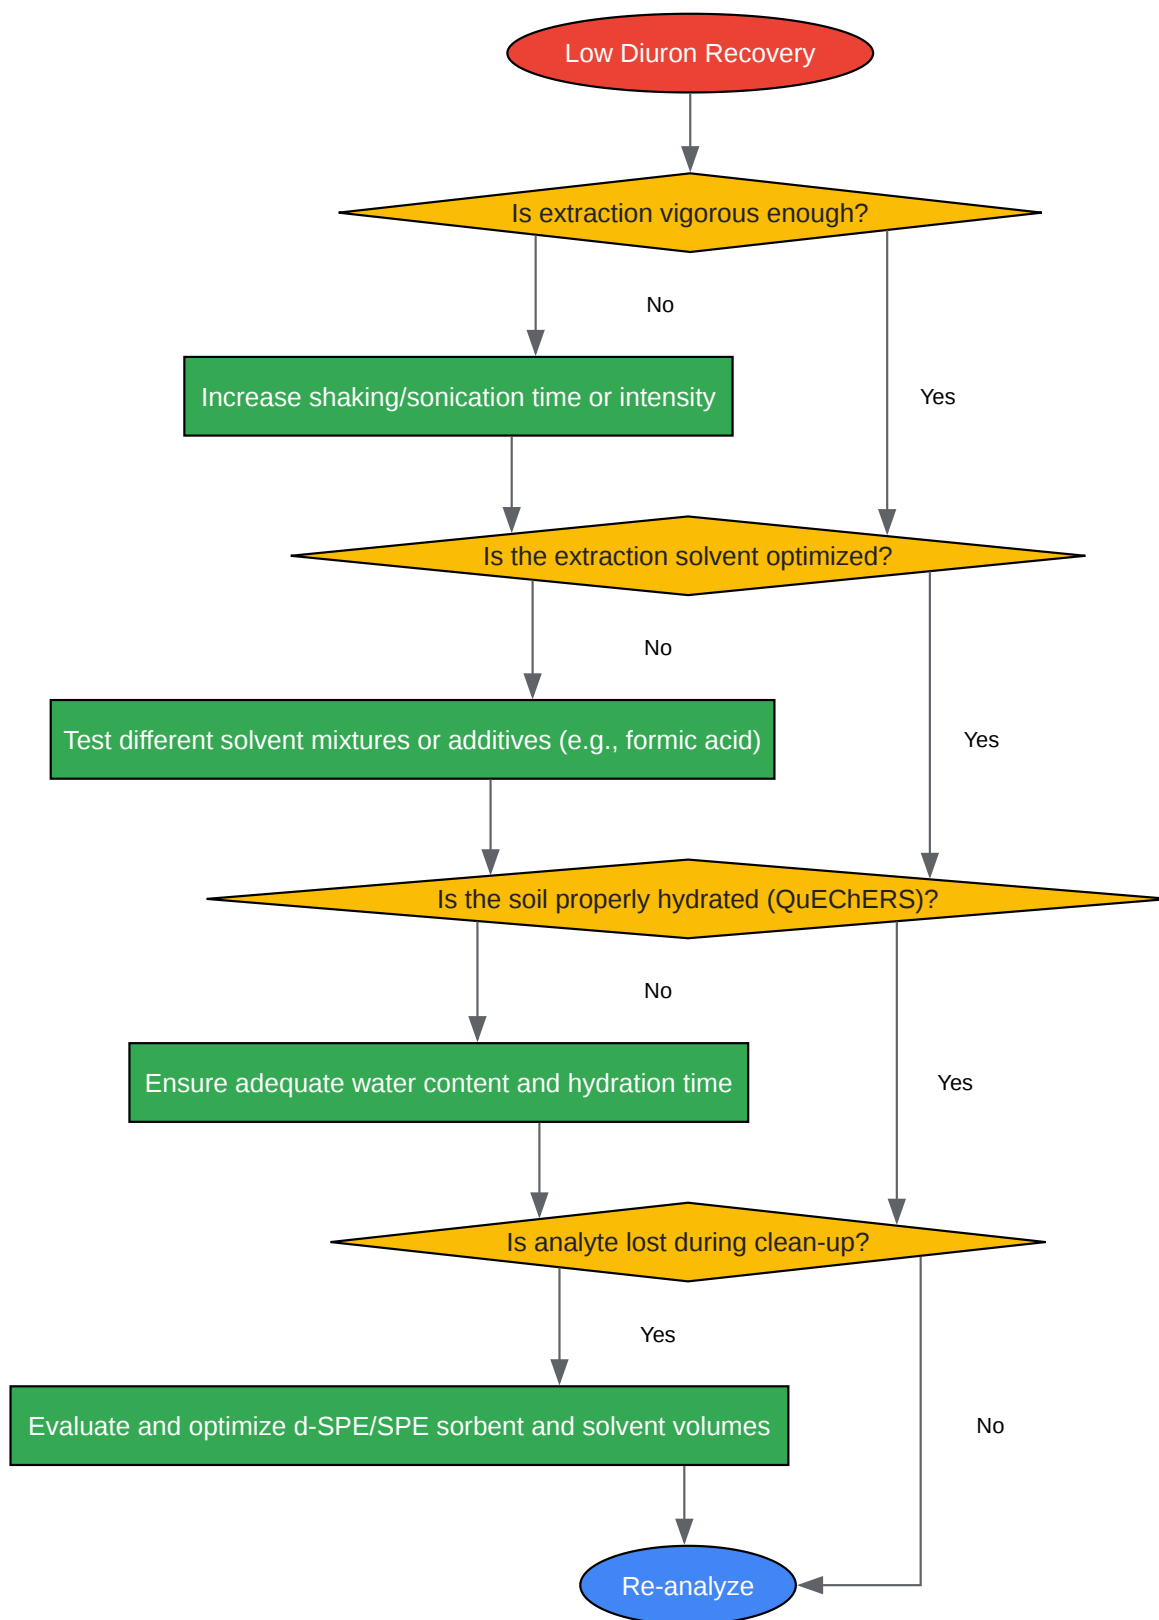 Low Diuron Recovery
Is extraction vigorous enough?
No
Increase shaking/sonication time or intensity
Yes
Is the extraction solvent optimized?
No
Test different solvent mixtures or additives (e.g., formic acid)
Yes
Is the soil properly hydrated (QuEChERS)?
No
Ensure adequate water content and hydration time
Yes
Is analyte lost during clean-up?
Yes
Evaluate and optimize d-SPE/SPE sorbent and solvent volumes
No
Re-analyze